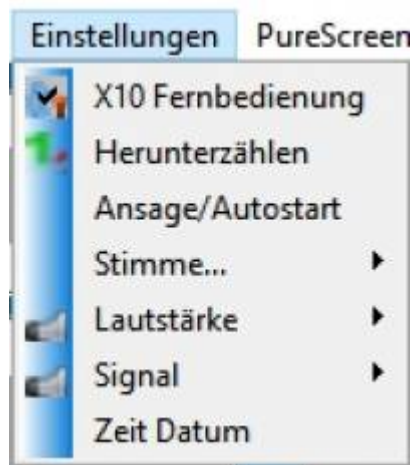 Einstellungen PureScreen
X10 Fernbedienung
Herunterzählen
Ansage/Autostart
Stimme...
Lautstärke
Signal
Zeit Datum